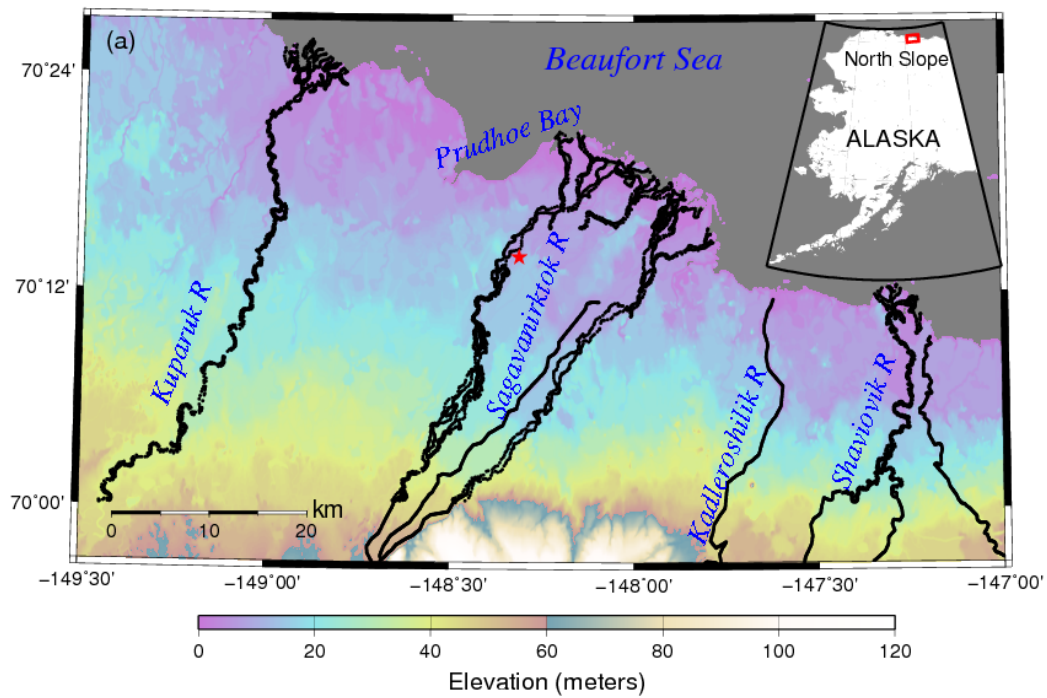 (a)
Beaufort Sea
North Slope
ALASKA
Prudhoe Bay
Kuparuk R
Sagavanirktok R
Kadleroshilik R
Shaviovik R
70°24'
70°12'
70°00'
km
0 10 20
−149°30' −149°00' −148°30' −148°00' −147°30' −147°00'
0 20 40 60 80 100 120
Elevation (meters)